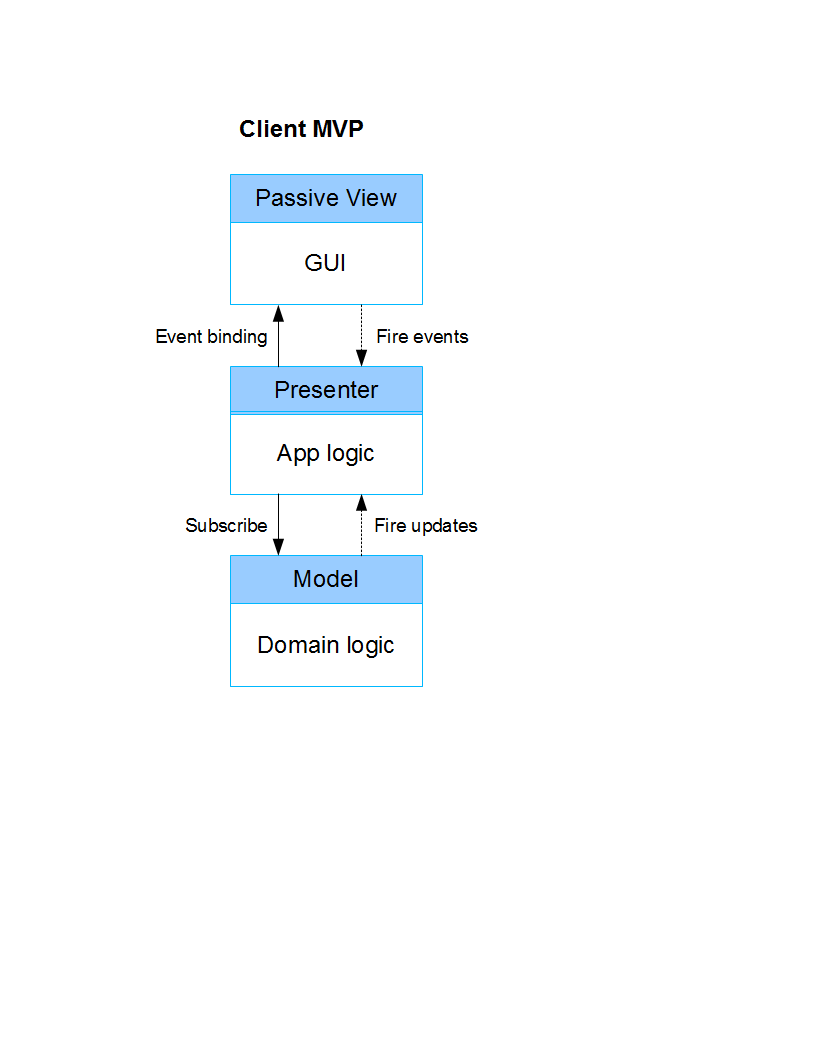 Client MVP
Passive View
GUI
Event binding
Fire events
Presenter
App logic
Subscribe
Fire updates
Model
Domain logic